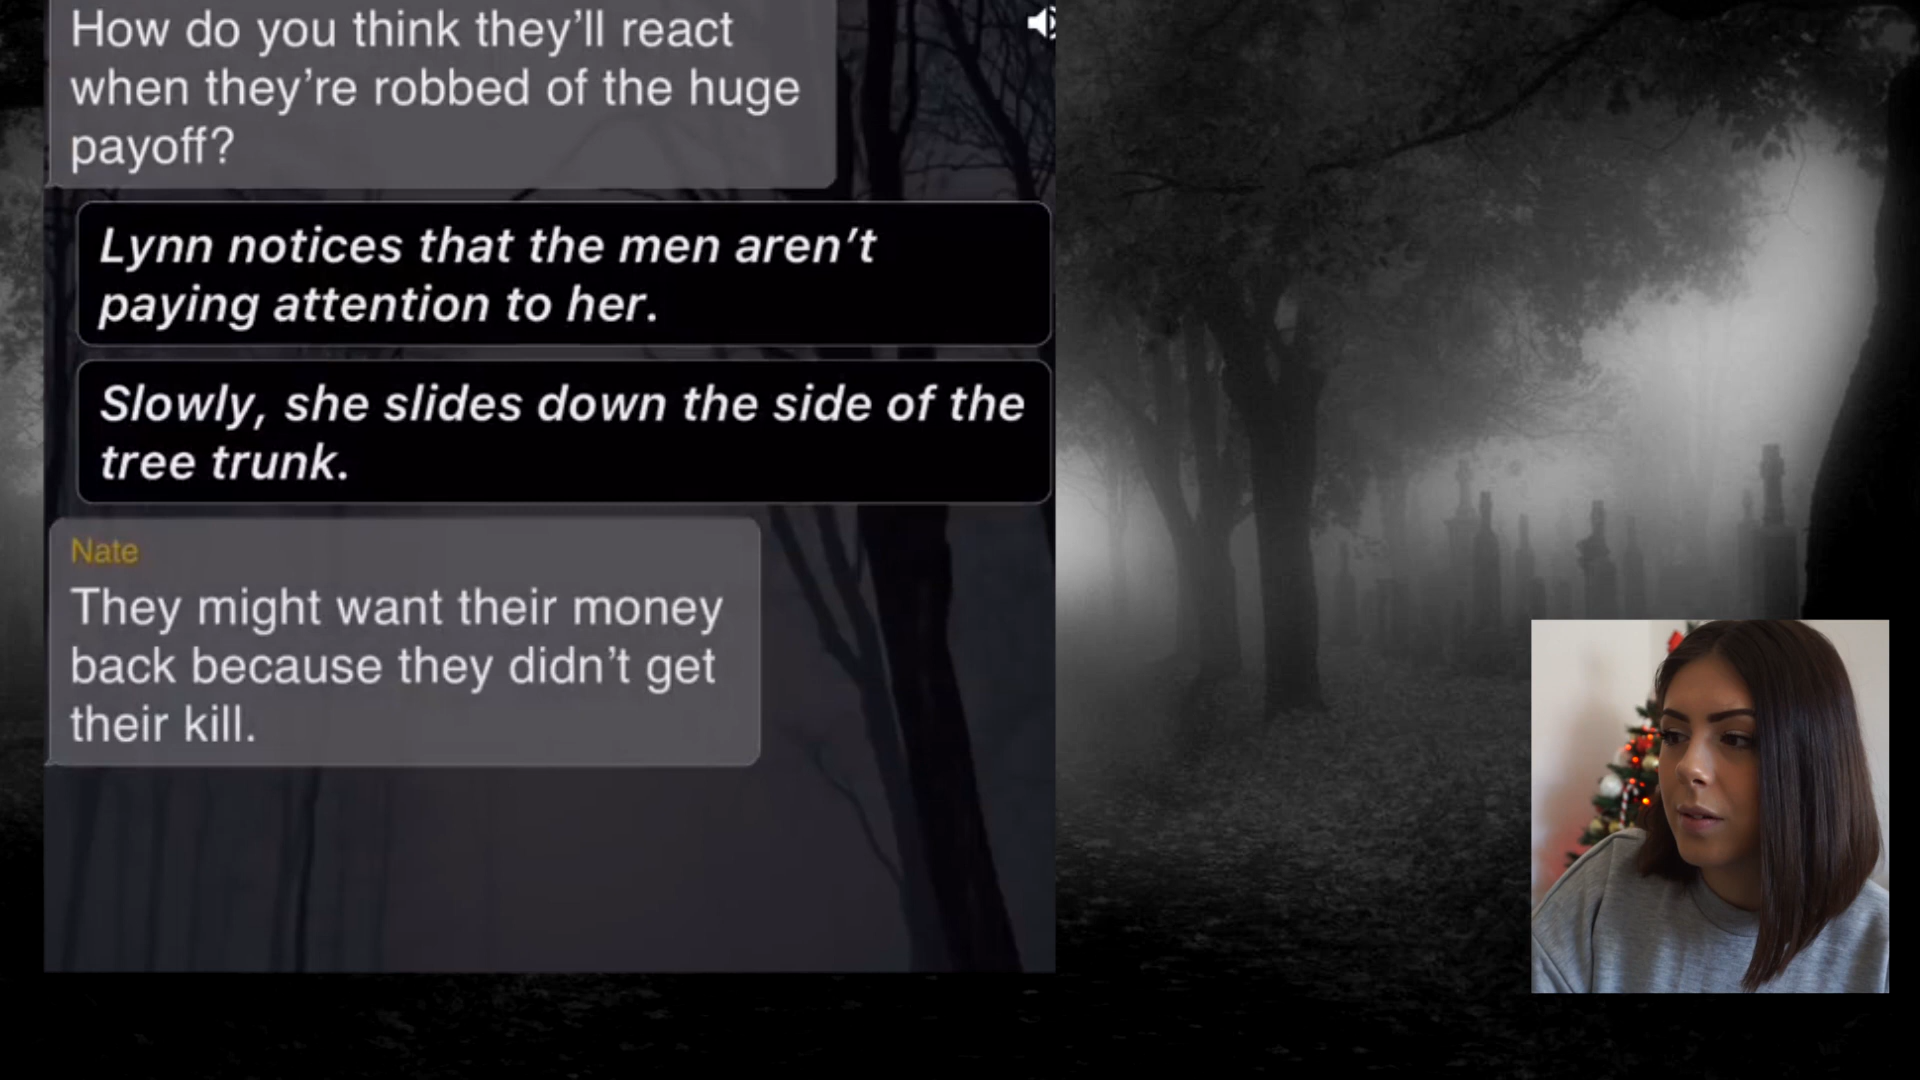 How do you think they’ll react
when they’re robbed of the huge
payoff?
Lynn notices that the men aren’t
paying attention to her.
Slowly, she slides down the side of the
tree trunk.
Nate
They might want their money
back because they didn’t get
their kill.